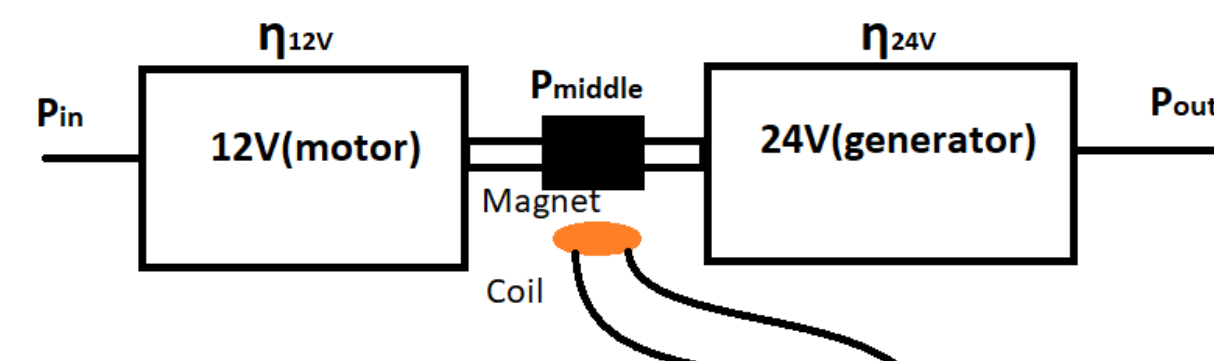 η12V
η24V
Pmiddle
Pin
Pout
12V(motor)
24V(generator)
Magnet
Coil